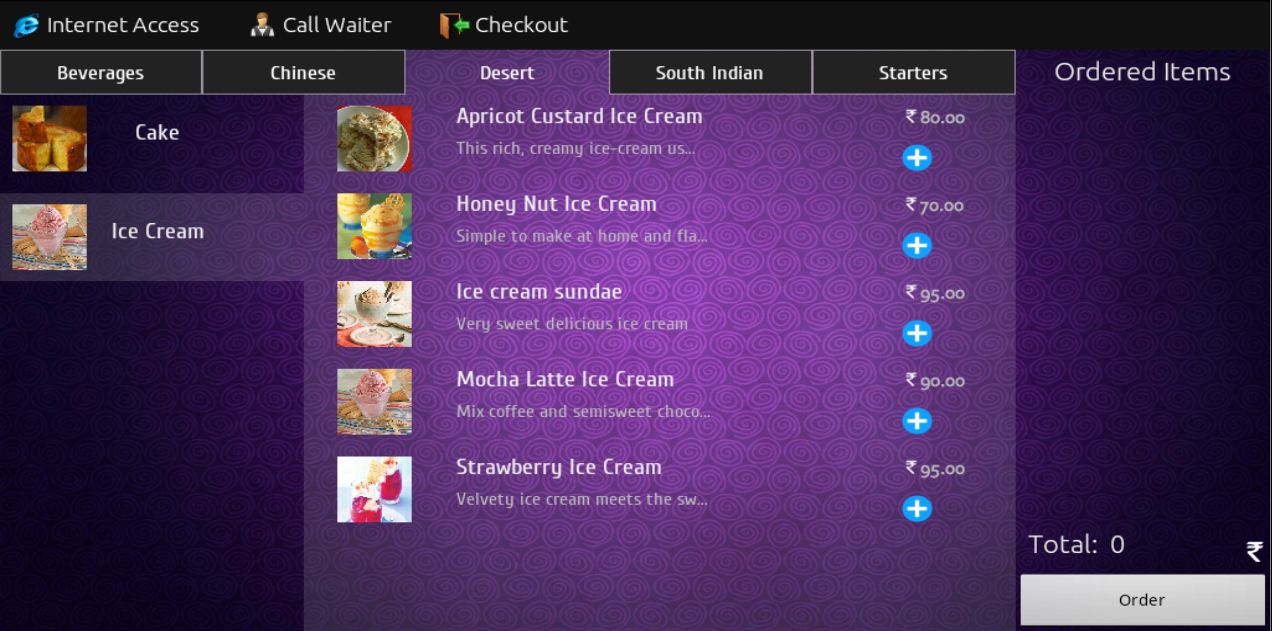 Internet Access
Call Waiter
Checkout
Beverages
Chinese
Desert
South Indian
Starters
Ordered Items
Cake
Ice Cream
Apricot Custard Ice Cream
₹ 80.00
This rich, creamy ice-cream us...
Honey Nut Ice Cream
₹ 70.00
Simple to make at home and fla...
Ice cream sundae
₹ 95.00
Very sweet delicious ice cream
Mocha Latte Ice Cream
₹ 90.00
Mix coffee and semisweet choco...
Strawberry Ice Cream
₹ 95.00
Velvety ice cream meets the sw...
Total: 0 ₹
Order